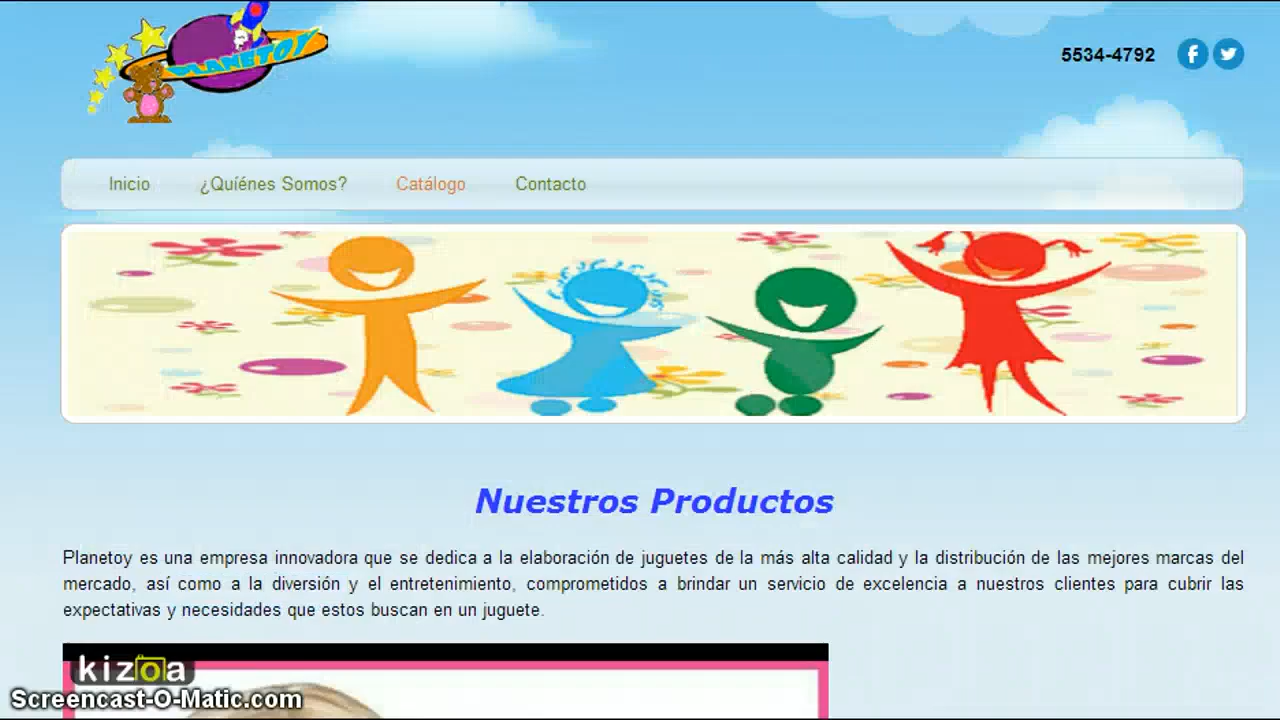 PLANETOY
5534-4792
Inicio
¿Quíenes Somos?
Catálogo
Contacto
Nuestros Productos
Planetoy es una empresa innovadora que se dedica a la elaboración de juguetes de la más alta calidad y la distribución de las mejores marcas del
mercado, así como a la diversión y el entretenimiento, comprometidos a brindar un servicio de excelencia a nuestros clientes para cubrir las
expectativas y necesidades que estos buscan en un juguete.
kizoa
Screencast-O-Matic.com